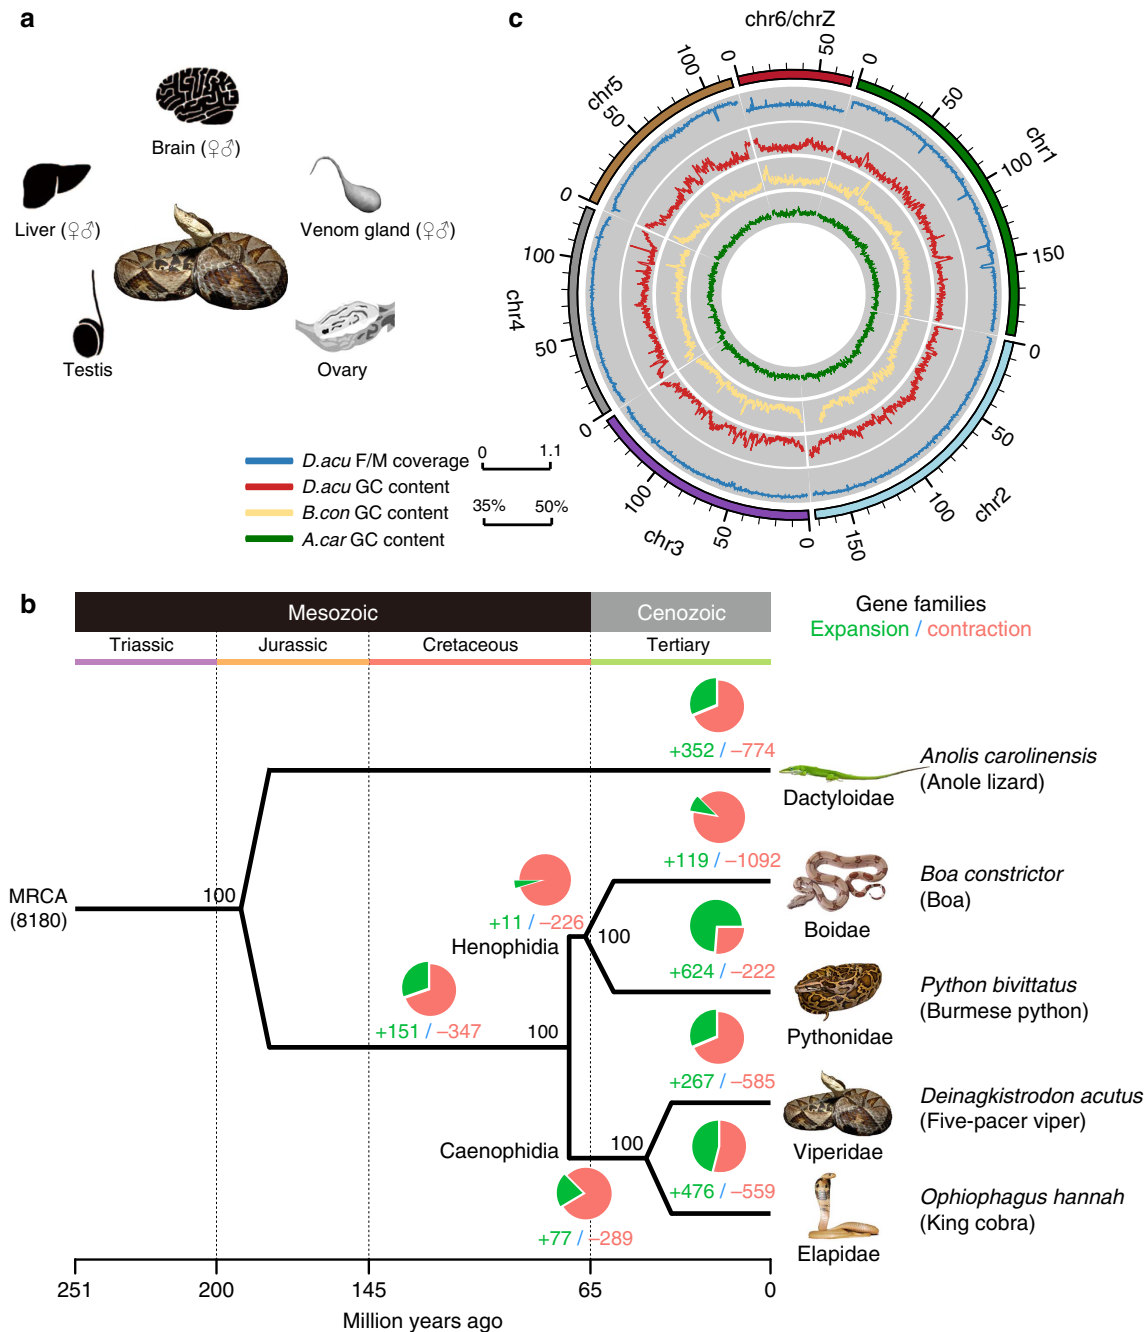 a
Brain (♀♂)
Liver (♀♂)
Venom gland (♀♂)
Testis
Ovary
c
chr6/chrZ
0
50
0
50
chr1
100
150
0
50
chr2
100
150
0
50
chr3
100
0
50
chr4
100
0
50
chr5
100
D.acu F/M coverage
0
1.1
D.acu GC content
B.con GC content
35%
50%
A.car GC content
b
Mesozoic
Cenozoic
Triassic
Jurassic
Cretaceous
Tertiary
Gene families
Expansion / contraction
+352 / –774
Dactyloidae
Anolis carolinensis
(Anole lizard)
+119 / –1092
Boidae
Boa constrictor
(Boa)
MRCA
(8180)
100
+11 / –226
Henophidia
100
+624 / –222
Pythonidae
Python bivittatus
(Burmese python)
+151 / –347
100
+267 / –585
Viperidae
Deinagkistrodon acutus
(Five-pacer viper)
Caenophidia
100
+476 / –559
Elapidae
Ophiophagus hannah
(King cobra)
+77 / –289
251
200
145
65
0
Million years ago